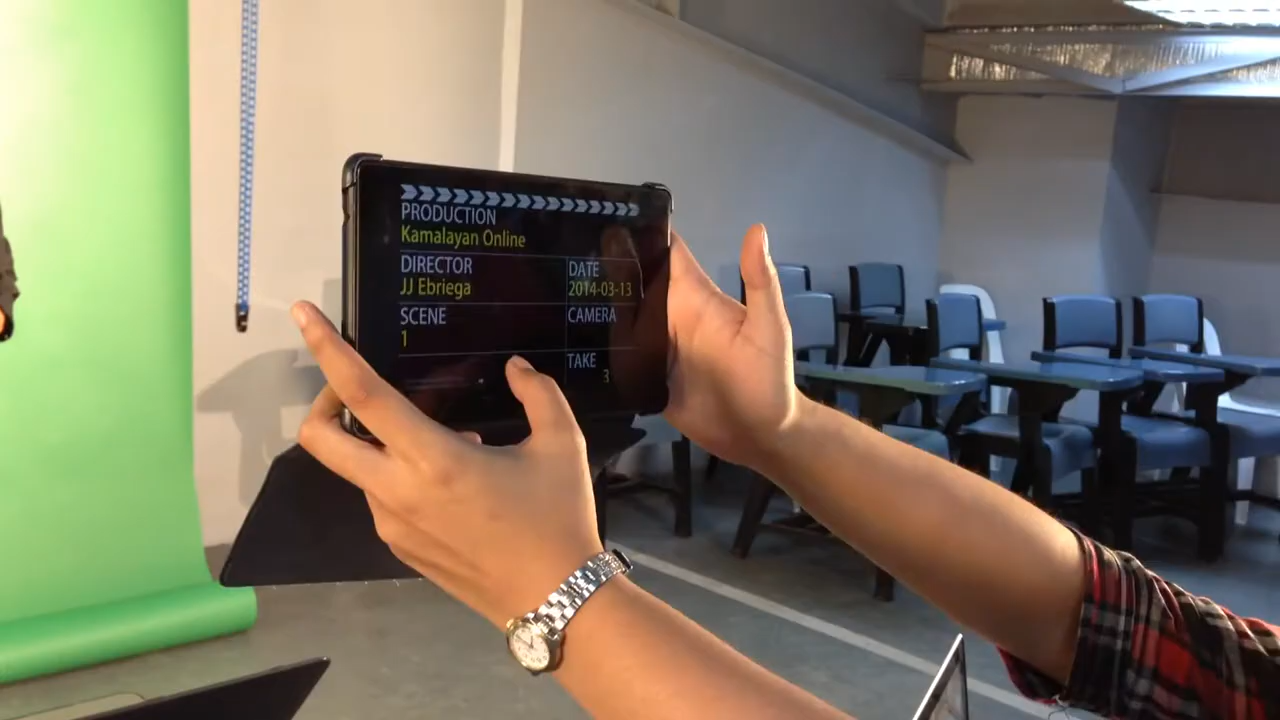 PRODUCTION
Kamalayan Online
DIRECTOR
JJ Ebriega
DATE
2014-03-13
SCENE
1
CAMERA
TAKE
3